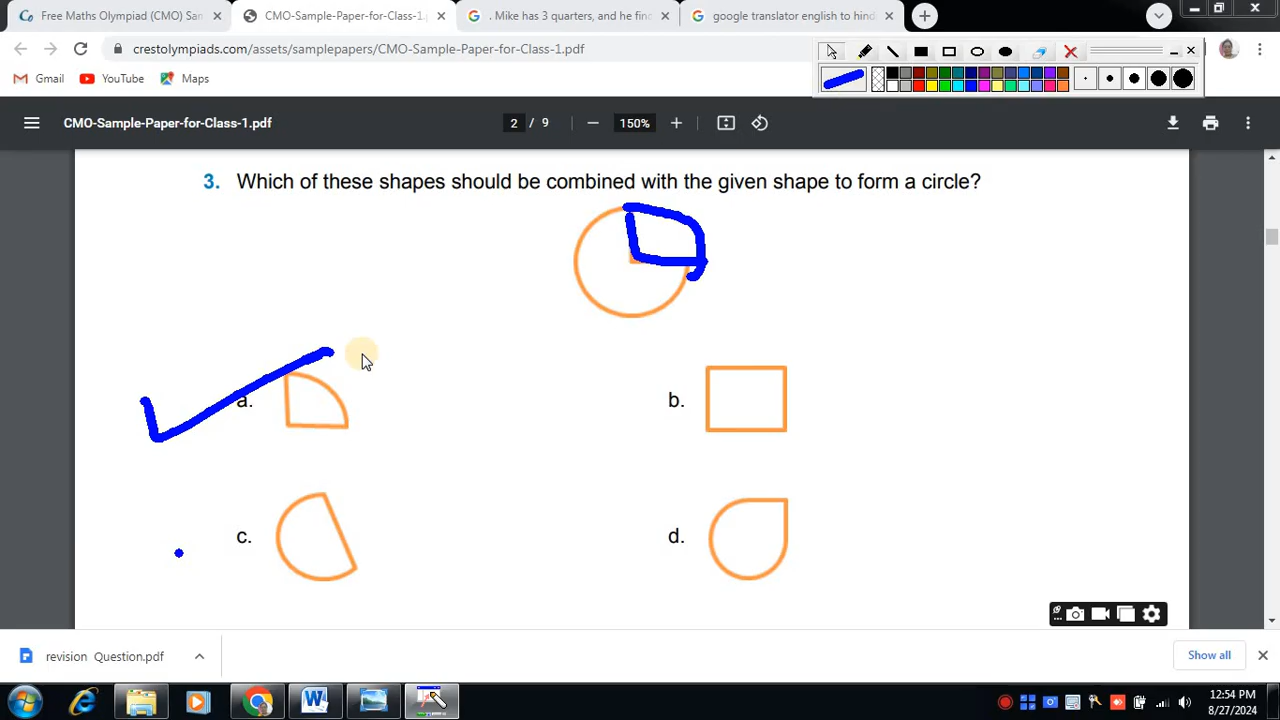 Free Maths Olympiad (CMO) Sam
CMO-Sample-Paper-for-Class-1.p
. Mike has 3 quarters, and he find
google translator english to hind
crestolympiads.com/assets/samplepapers/CMO-Sample-Paper-for-Class-1.pdf
Gmail YouTube Maps
CMO-Sample-Paper-for-Class-1.pdf 2 / 9 150%
3. Which of these shapes should be combined with the given shape to form a circle?
a. b.
c. d.
revision Question.pdf Show all
12:54 PM
8/27/2024